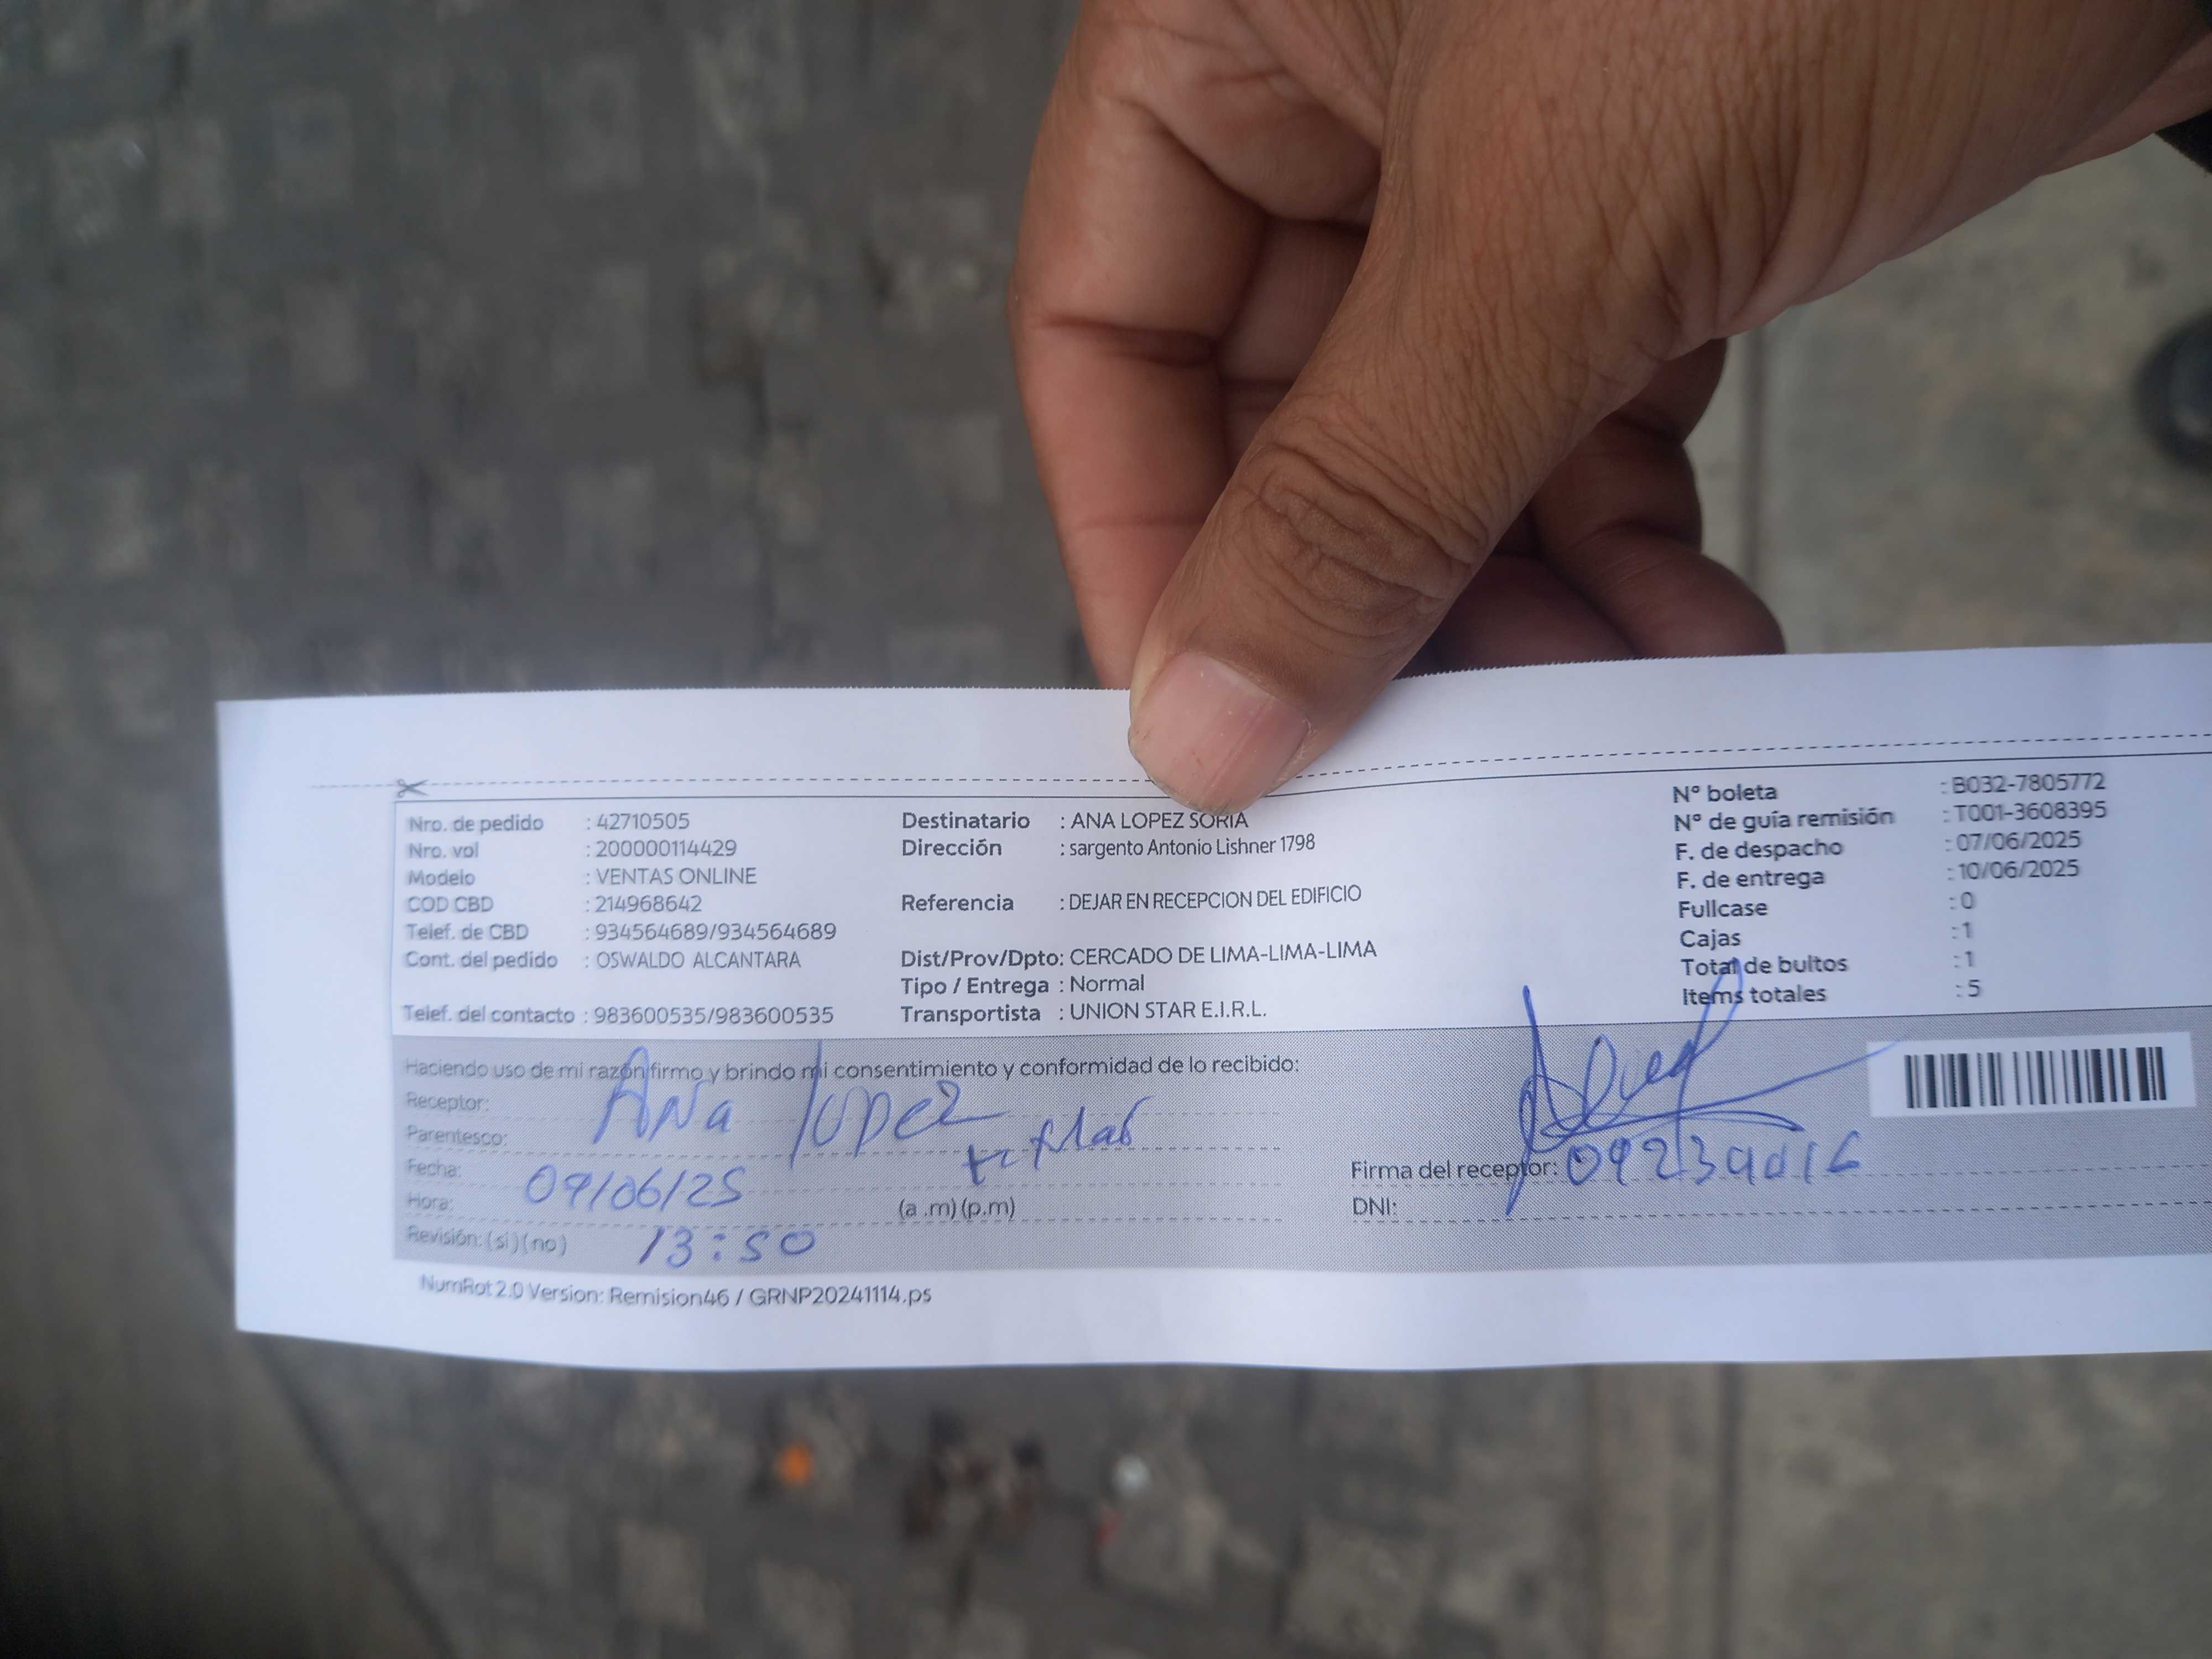 Nro. de pedido : 42710505
Nro. vol : 200000114429
Modelo : VENTAS ONLINE
COD CBD : 214968642
Telef. de CBD : 934564689/934564689
Cont. del pedido : OSWALDO ALCANTARA
Telef. del contacto : 983600535/983600535
Destinatario : ANA LOPEZ SORIA
Dirección : sargento Antonio Lishner 1798
Referencia : DEJAR EN RECEPCION DEL EDIFICIO
Dist/Prov/Dpto: CERCADO DE LIMA-LIMA-LIMA
Tipo / Entrega : Normal
Transportista : UNION STAR E.I.R.L.
N° boleta : B032-7805772
N° de guía remisión : T001-3608395
F. de despacho : 07/06/2025
F. de entrega : 10/06/2025
Fullcase : 0
Cajas : 1
Total de bultos : 1
Items totales : 5
Haciendo uso de mi razón firmo y brindo mi consentimiento y conformidad de lo recibido:
Receptor: Ana lopez
Parentesco:
Fecha: 09/06/25
Hora: (a .m) (p.m)
Revisión: (si) (no) 13:50
Firma del receptor:
DNI:
NumRot 2.0 Version: Remision46 / GRNP20241114.ps